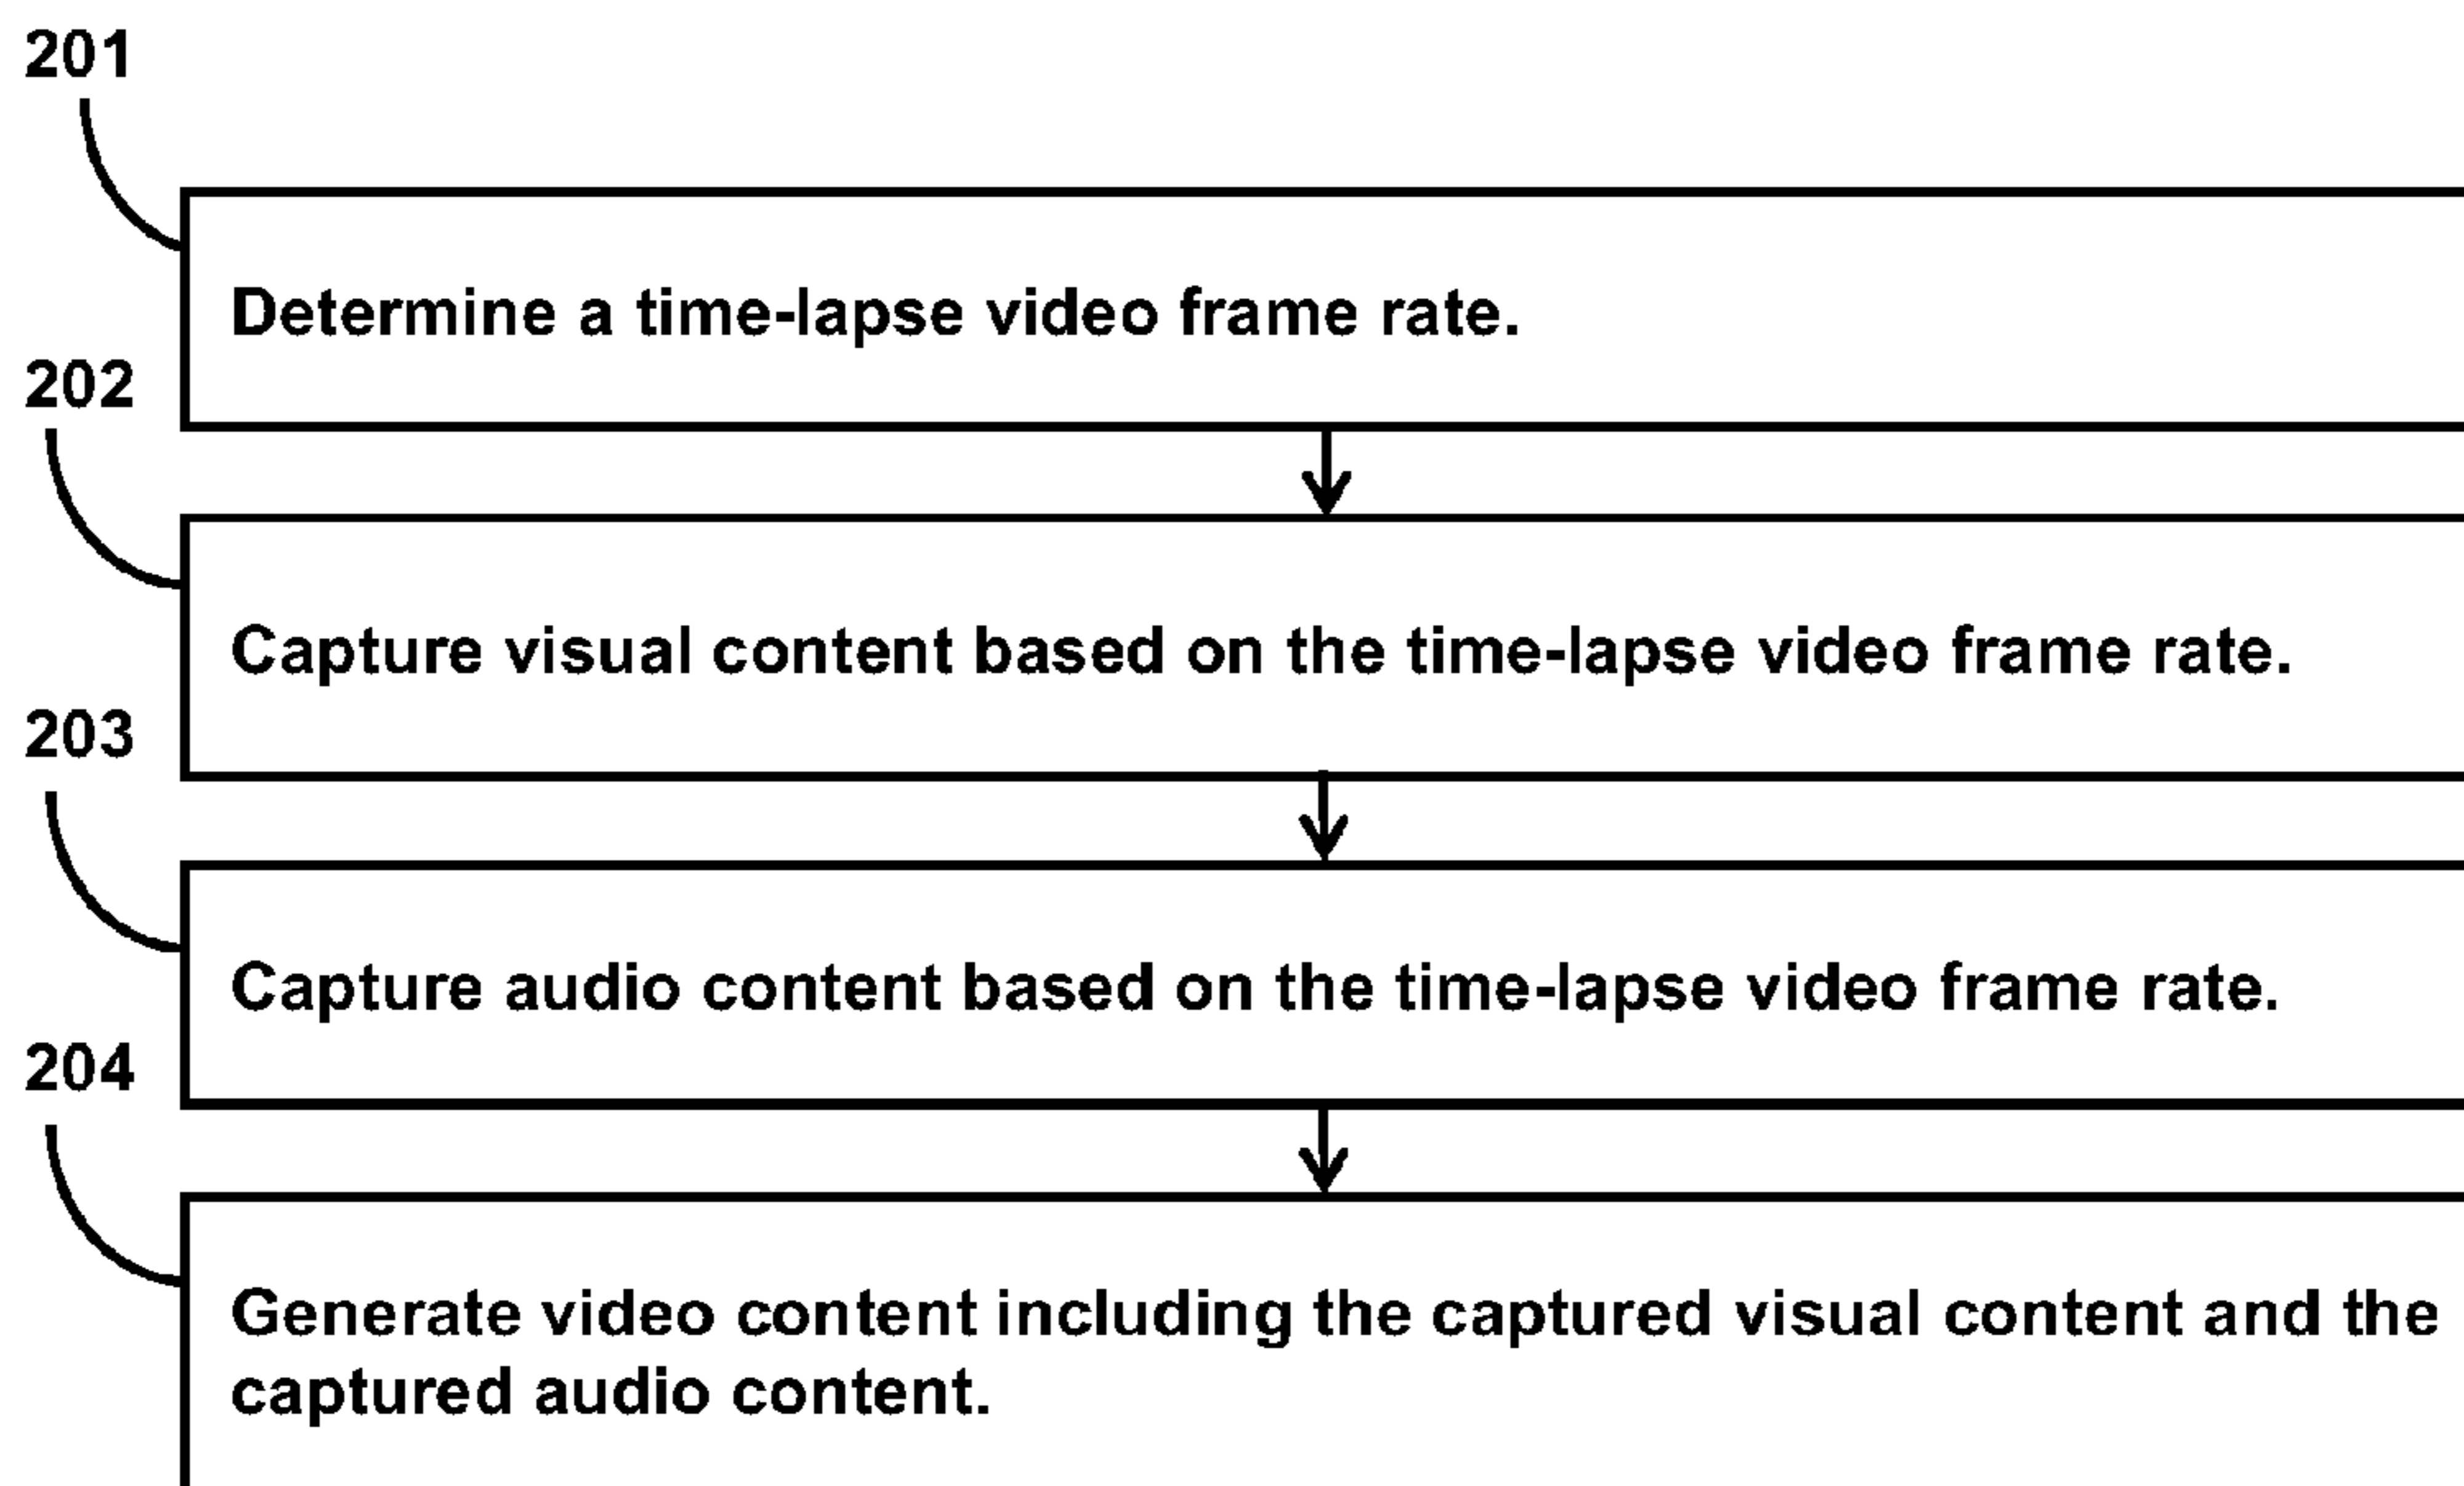 201
Determine a time-lapse video frame rate.
202
Capture visual content based on the time-lapse video frame rate.
203
Capture audio content based on the time-lapse video frame rate.
204
Generate video content including the captured visual content and the
captured audio content.